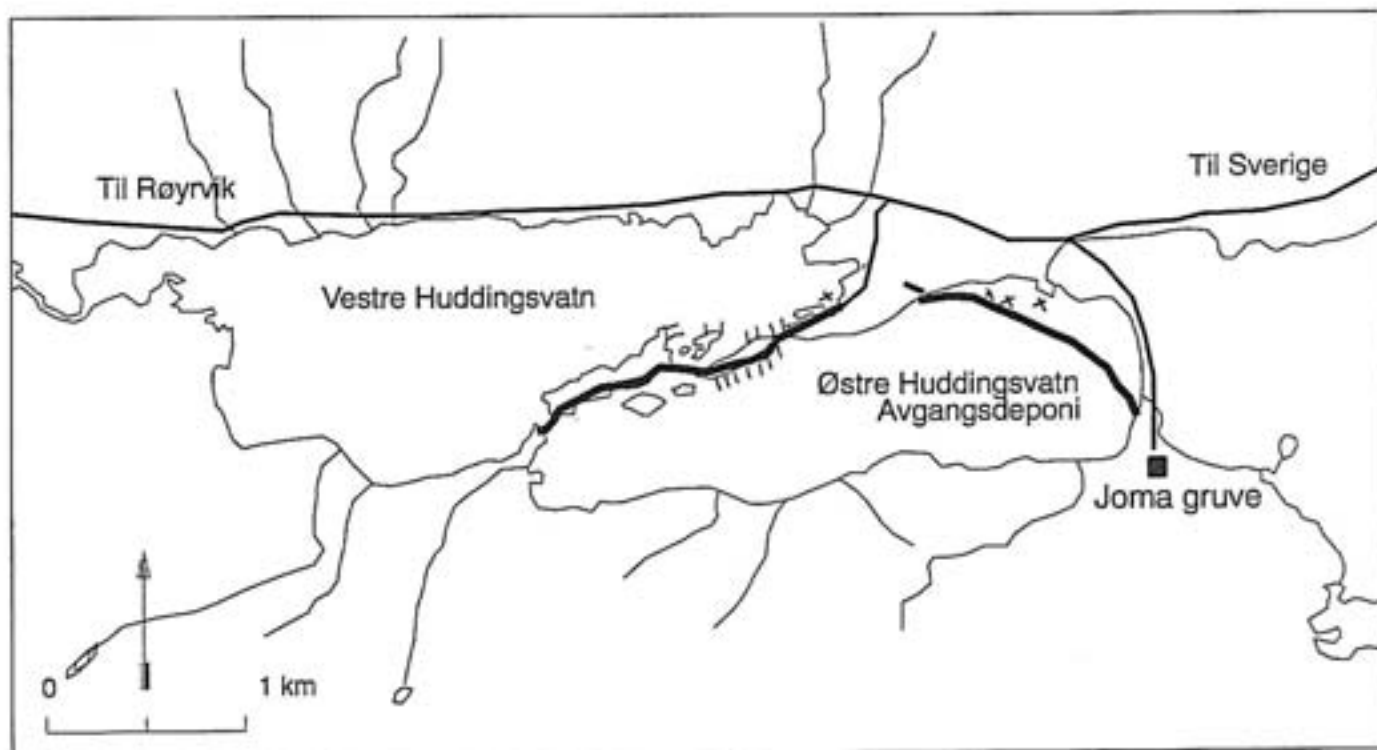 Til Røyrvik
Til Sverige
Vestre Huddingsvatn
Østre Huddingsvatn
Avgangsdeponi
Joma gruve
0
1 km